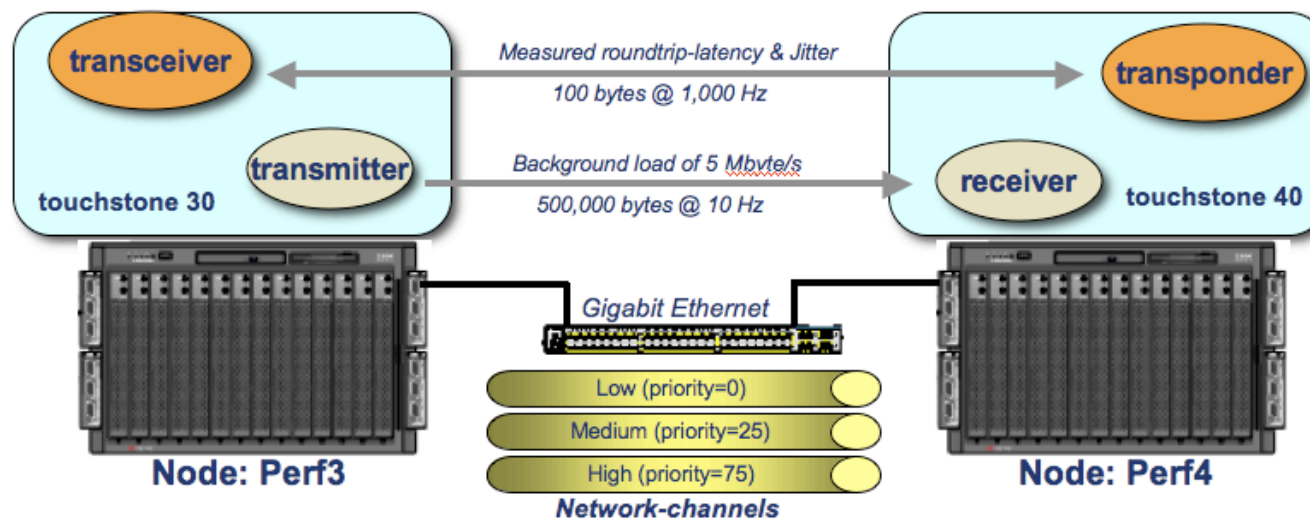 transceiver
Measured roundtrip-latency & Jitter
100 bytes @ 1,000 Hz
transponder
transmitter
touchstone 30
Background load of 5 Mbyte/s
500,000 bytes @ 10 Hz
receiver
touchstone 40
Gigabit Ethernet
Low (priority=0)
Medium (priority=25)
High (priority=75)
Network-channels
Node: Perf3
Node: Perf4